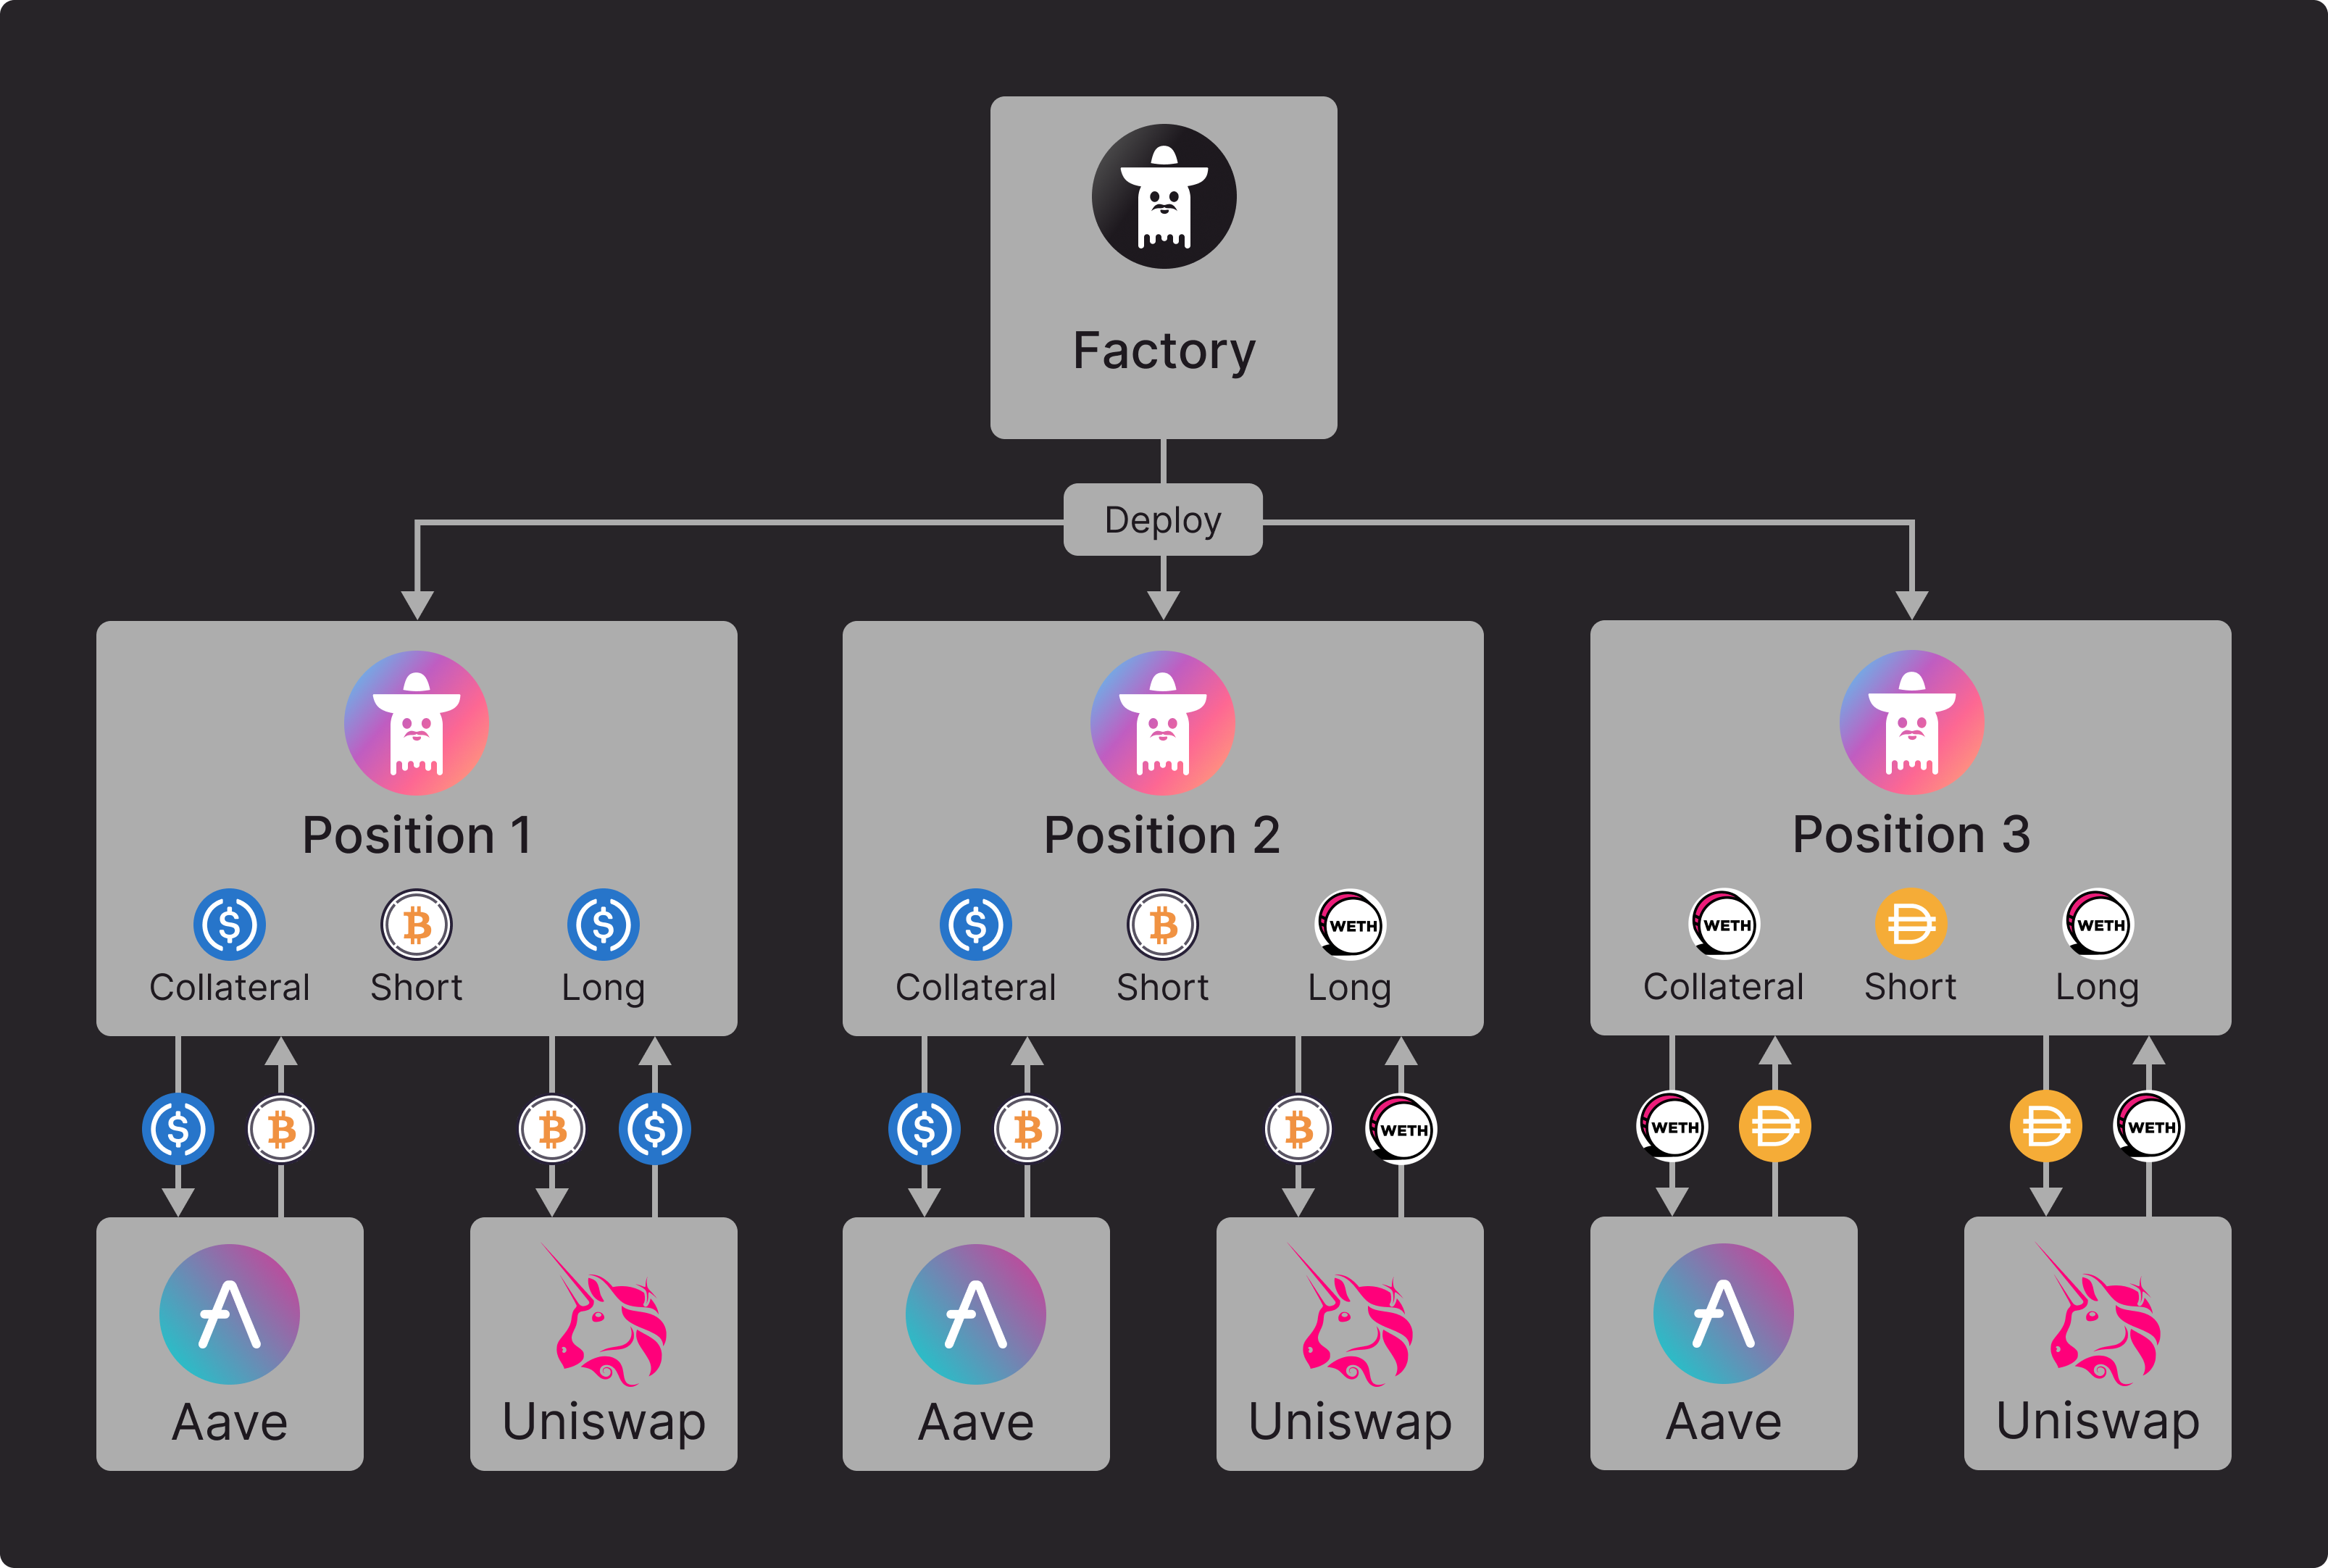 Factory
Deploy
Position 1
Position 2
Position 3
WETH
WETH
WETH
Collateral
Short
Long
Collateral
Short
Long
Collateral
Short
Long
WETH
WETH
WETH
Aave
Uniswap
Aave
Uniswap
Aave
Uniswap